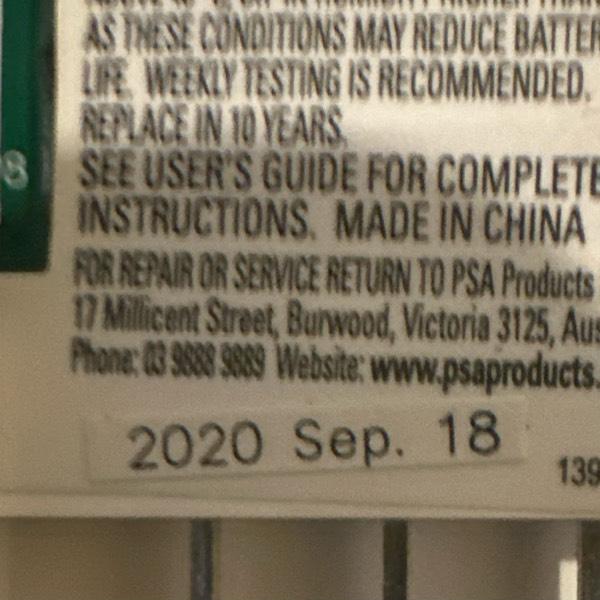 AS THESE CONDITIONS MAY REDUCE BATTER
LIFE. WEEKLY TESTING IS RECOMMENDED.
REPLACE IN 10 YEARS.
8
SEE USER'S GUIDE FOR COMPLETE
INSTRUCTIONS. MADE IN CHINA
FOR REPAIR OR SERVICE RETURN TO PSA Products
17 Millicent Street, Burwood, Victoria 3125, Aus
Phone: 03 9888 9889 Website: www.psaproducts.
2020 Sep. 18
139